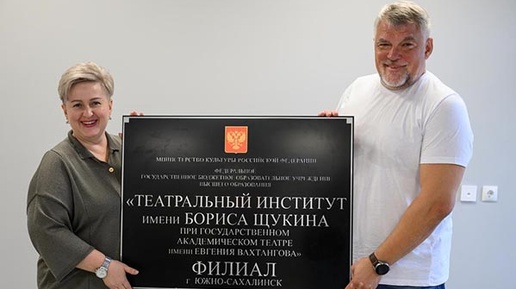 МИНИСТЕРСТВО КУЛЬТУРЫ РОССИЙСКОЙ ФЕДЕРАЦИИ
ФЕДЕРАЛЬНОЕ
ГОСУДАРСТВЕННОЕ БЮДЖЕТНОЕ ОБРАЗОВАТЕЛЬНОЕ УЧРЕЖДЕНИЕ
ВЫСШЕГО ОБРАЗОВАНИЯ
«ТЕАТРАЛЬНЫЙ ИНСТИТУТ
ИМЕНИ БОРИСА ЩУКИНА
ПРИ ГОСУДАРСТВЕННОМ
АКАДЕМИЧЕСКОМ ТЕАТРЕ
ИМЕНИ ЕВГЕНИЯ ВАХТАНГОВА»
ФИЛИАЛ
Г. ЮЖНО-САХАЛИНСК